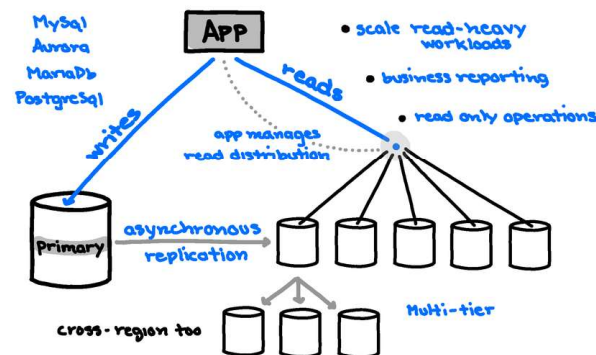 MySql
Aurora
MariaDb
PostgreSql
App
• scale read-heavy
workloads
• business reporting
• read only operations
writes
reads
app manages
read distribution
primary
asynchronous
replication
Multi-tier
cross-region too